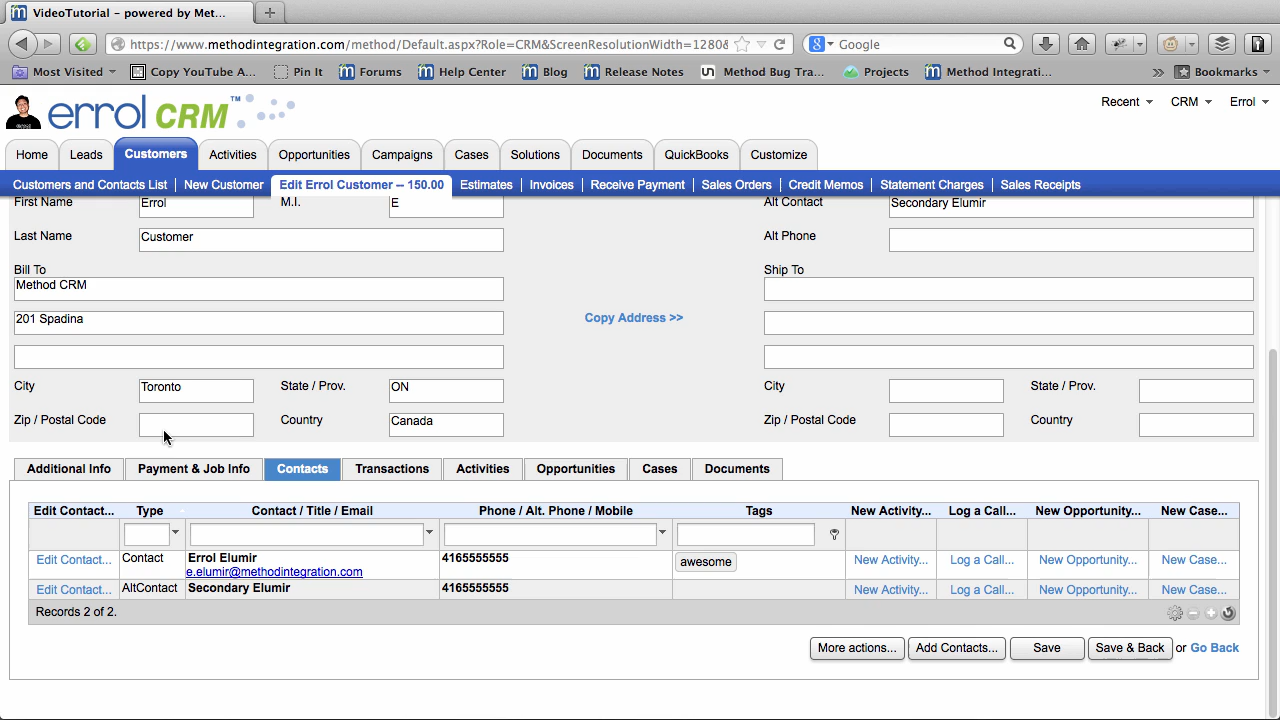 VideoTutorial – powered by Met...
https://www.methodintegration.com/method/Default.aspx?Role=CRM&ScreenResolutionWidth=1280&
Google
Most Visited Copy YouTube A... Pin It Forums Help Center Blog Release Notes Method Bug Tra... Projects Method Integrati... Bookmarks
errol CRM™
Recent CRM Errol
Home Leads Customers Activities Opportunities Campaigns Cases Solutions Documents QuickBooks Customize
Customers and Contacts List New Customer Edit Errol Customer -- 150.00 Estimates Invoices Receive Payment Sales Orders Credit Memos Statement Charges Sales Receipts
First Name Errol M.I. E Alt Contact Secondary Elumir
Last Name Customer Alt Phone
Bill To Ship To
Method CRM
201 Spadina Copy Address >>
City Toronto State / Prov. ON City State / Prov.
Zip / Postal Code Country Canada Zip / Postal Code Country
Additional Info Payment & Job Info Contacts Transactions Activities Opportunities Cases Documents
Edit Contact... Type Contact / Title / Email Phone / Alt. Phone / Mobile Tags New Activity... Log a Call... New Opportunity... New Case...
Edit Contact... Contact Errol Elumir 4165555555 awesome New Activity... Log a Call... New Opportunity... New Case...
e.elumir@methodintegration.com
Edit Contact... AltContact Secondary Elumir 4165555555 New Activity... Log a Call... New Opportunity... New Case...
Records 2 of 2.
More actions... Add Contacts... Save Save & Back or Go Back